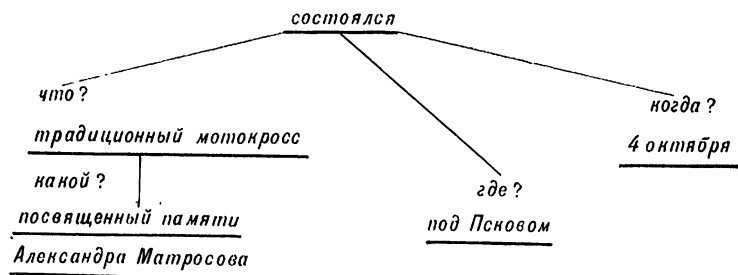 состоялся
что?
когда?
традиционный мотокросс
4 октября
какой?
где?
посвященный памяти
под Псковом
Александра Матросова